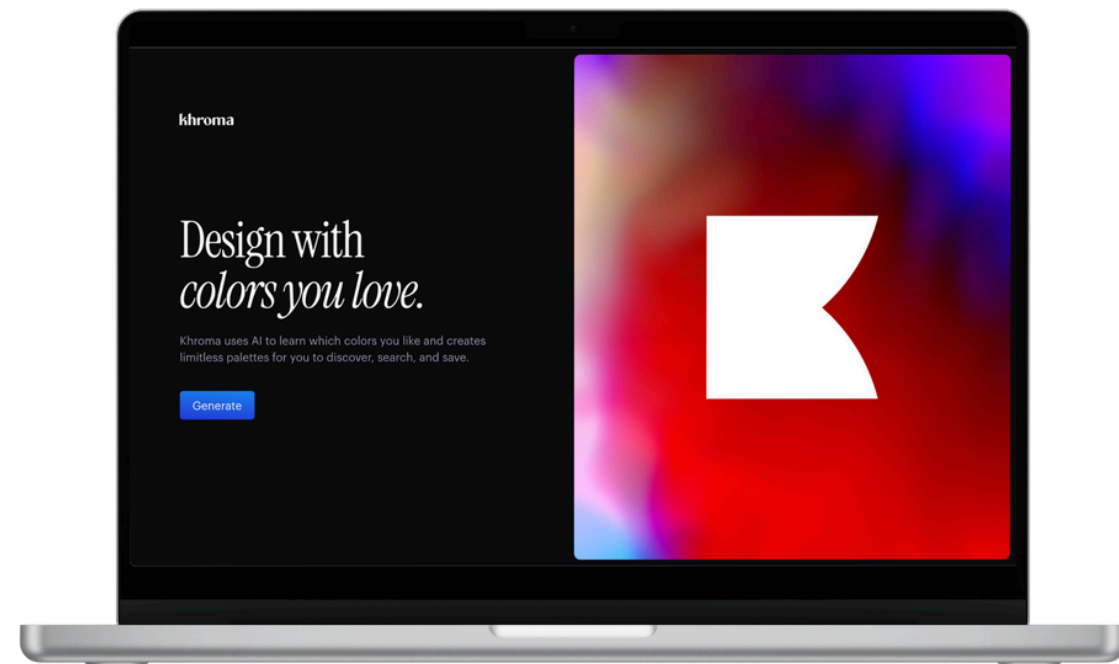 khroma
Design with
colors you love.
Khroma uses AI to learn which colors you like and creates
limitless palettes for you to discover, search, and save.
Generate